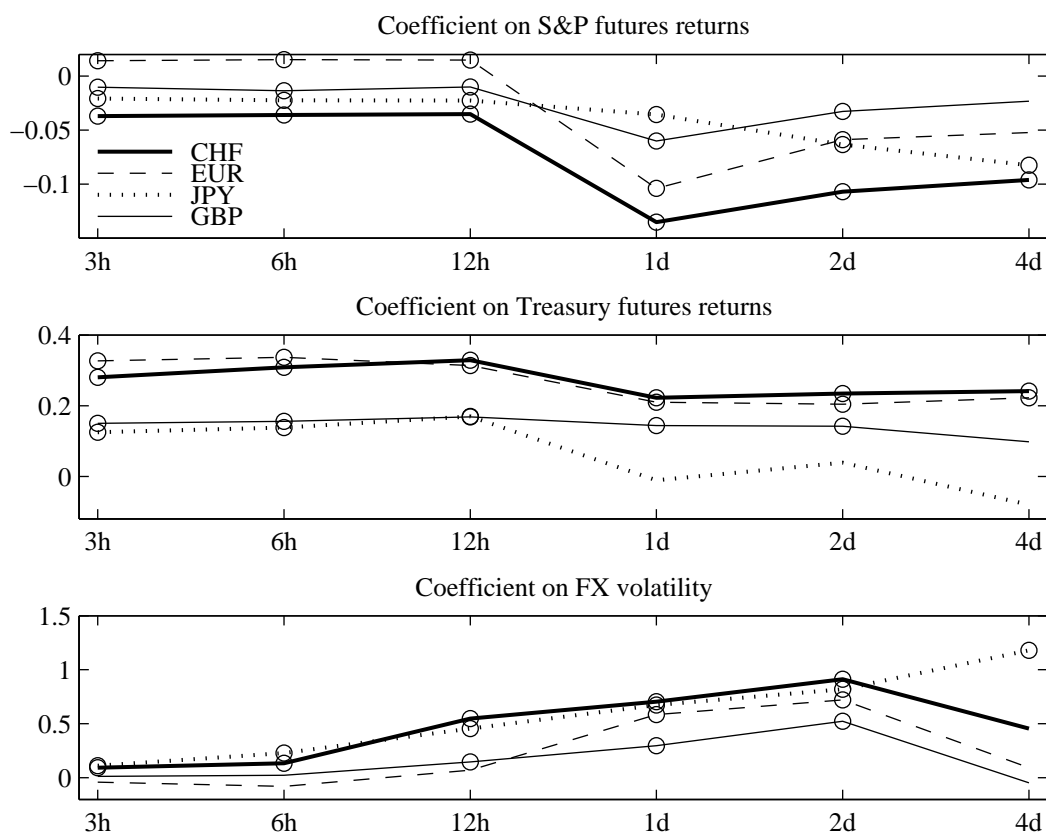 Coefficient on S&P futures returns
0
−0.05
−0.1
CHF
EUR
JPY
GBP
3h 6h 12h 1d 2d 4d
Coefficient on Treasury futures returns
0.4
0.2
0
3h 6h 12h 1d 2d 4d
Coefficient on FX volatility
1.5
1
0.5
0
3h 6h 12h 1d 2d 4d